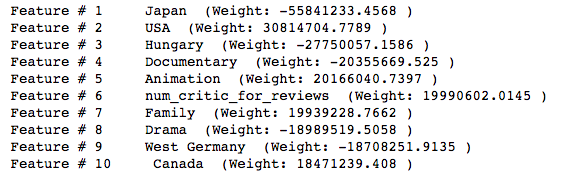 Feature # 1 Japan (Weight: -55841233.4568 )
Feature # 2 USA (Weight: 30814704.7789 )
Feature # 3 Hungary (Weight: -27750057.1586 )
Feature # 4 Documentary (Weight: -20355669.525 )
Feature # 5 Animation (Weight: 20166040.7397 )
Feature # 6 num_critic_for_reviews (Weight: 19990602.0145 )
Feature # 7 Family (Weight: 19939228.7662 )
Feature # 8 Drama (Weight: -18989519.5058 )
Feature # 9 West Germany (Weight: -18708251.9135 )
Feature # 10 Canada (Weight: 18471239.408 )